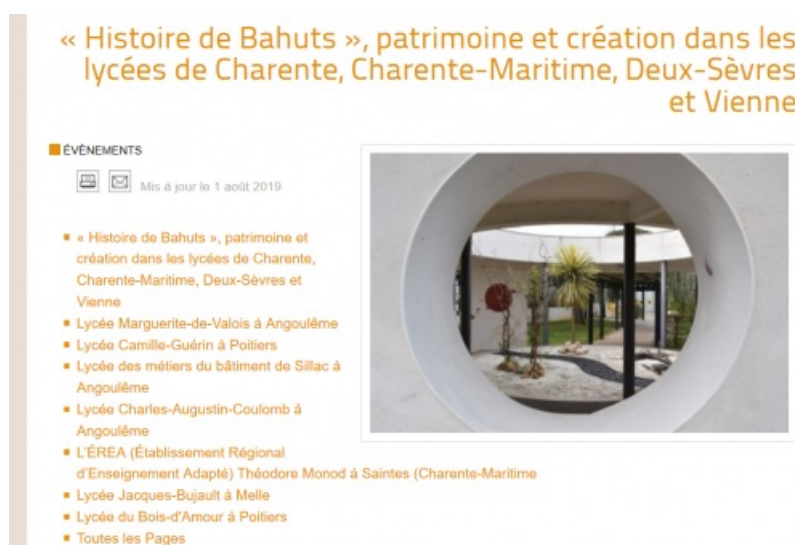 « Histoire de Bahuts », patrimoine et création dans les
lycées de Charente, Charente-Maritime, Deux-Sèvres
et Vienne
ÉVÈNEMENTS
Mis à jour le 1 août 2019
« Histoire de Bahuts », patrimoine et
création dans les lycées de Charente,
Charente-Maritime, Deux-Sèvres et
Vienne
Lycée Marguerite-de-Valois à Angoulême
Lycée Camille-Guérin à Poitiers
Lycée des métiers du bâtiment de Sillac à
Angoulême
Lycée Charles-Augustin-Coulomb à
Angoulême
L'ÉREA (Établissement Régional
d'Enseignement Adapté) Théodore Monod à Saintes (Charente-Maritime
Lycée Jacques-Bujault à Melle
Lycée du Bois-d'Amour à Poitiers
Toutes les Pages